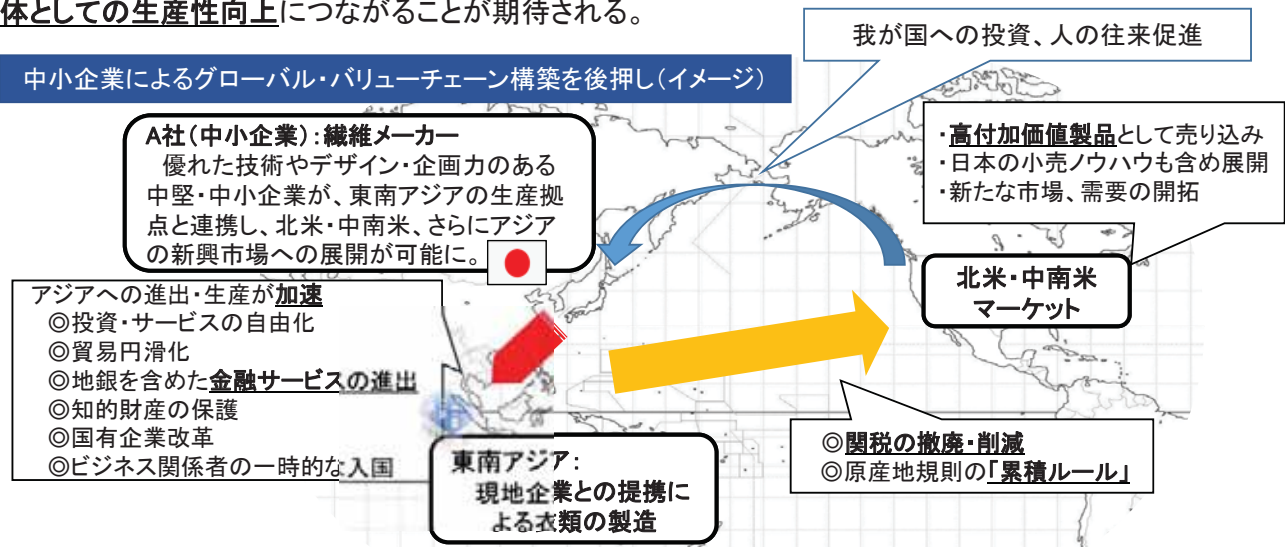 体としての生産性向上につながることが期待される。
我が国への投資、人の往来促進
中小企業によるグローバル・バリューチェーン構築を後押し(イメージ)
A社(中小企業):繊維メーカー
優れた技術やデザイン・企画力のある
中堅・中小企業が、東南アジアの生産拠
点と連携し、北米・中南米、さらにアジア
の新興市場への展開が可能に。
・高付加価値製品として売り込み
・日本の小売ノウハウも含め展開
・新たな市場、需要の開拓
北米・中南米
マーケット
アジアへの進出・生産が加速
◎投資・サービスの自由化
◎貿易円滑化
◎地銀を含めた金融サービスの進出
◎知的財産の保護
◎国有企業改革
◎ビジネス関係者の一時的な入国
東南アジア:
現地企業との提携に
よる衣類の製造
◎関税の撤廃・削減
◎原産地規則の「累積ルール」